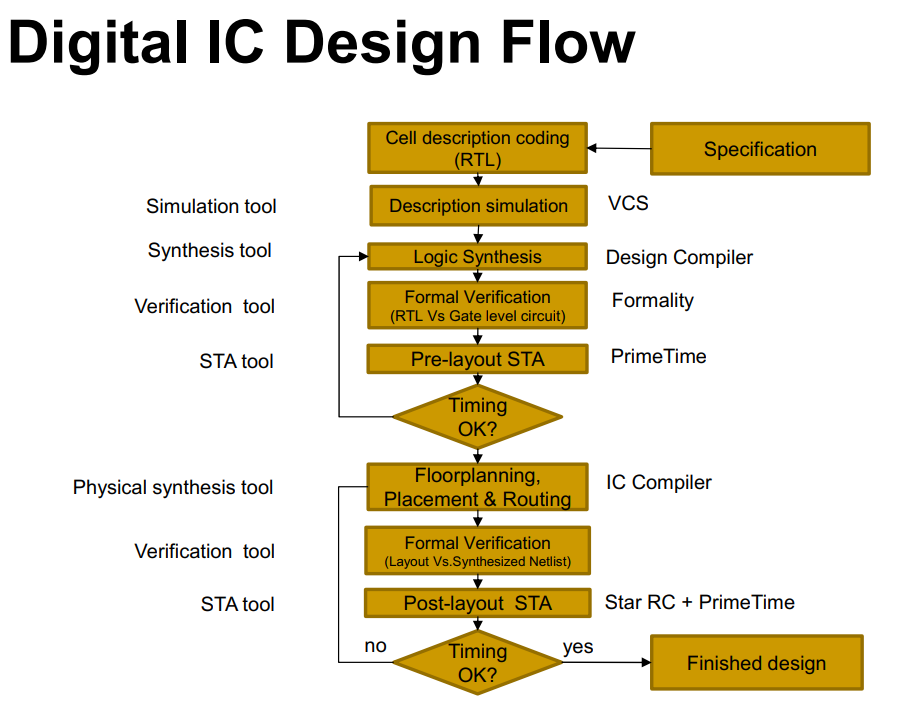 Digital IC Design Flow
Cell description coding
(RTL)
Specification
Simulation tool
Description simulation
VCS
Synthesis tool
Logic Synthesis
Design Compiler
Verification tool
Formal Verification
(RTL Vs Gate level circuit)
Formality
STA tool
Pre-layout STA
PrimeTime
Timing
OK?
Physical synthesis tool
Floorplanning,
Placement & Routing
IC Compiler
Verification tool
Formal Verification
(Layout Vs.Synthesized Netlist)
STA tool
Post-layout STA
Star RC + PrimeTime
no
Timing
OK?
yes
Finished design